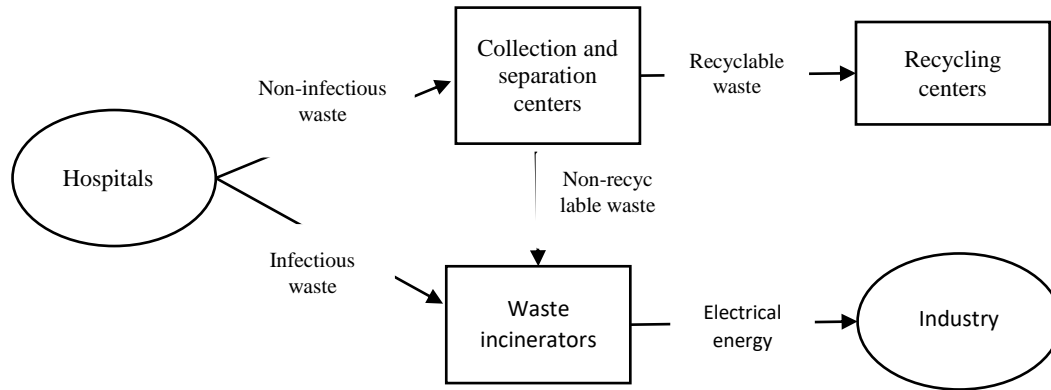 Collection and
separation
centers
Recyclable
waste
Recycling
centers
Non-infectious
waste
Hospitals
Non-recyc
lable waste
Infectious
waste
Waste
incinerators
Electrical
energy
Industry